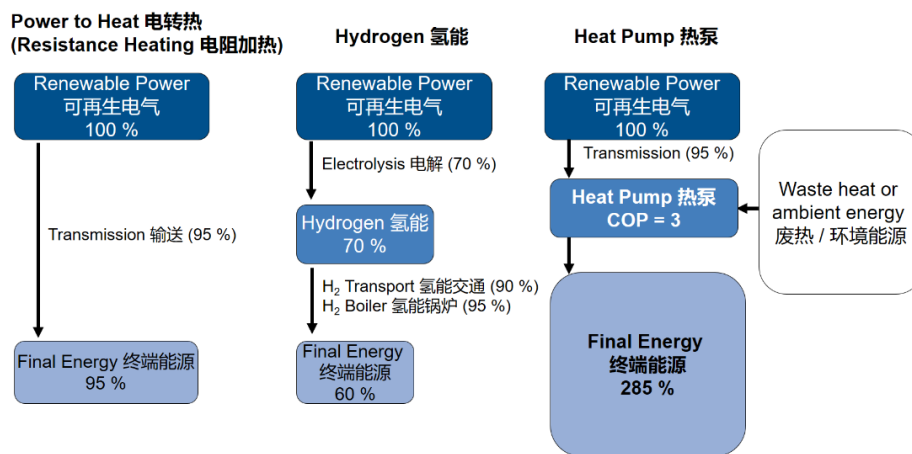 Power to Heat 电转热
(Resistance Heating 电阻加热)
Renewable Power
可再生电气
100 %
Transmission 输送 (95 %)
Final Energy 终端能源
95 %
Hydrogen 氢能
Renewable Power
可再生电气
100 %
Electrolysis 电解 (70 %)
Hydrogen 氢能
70 %
H₂ Transport 氢能交通 (90 %)
H₂ Boiler 氢能锅炉 (95 %)
Final Energy
终端能源
60 %
Heat Pump 热泵
Renewable Power
可再生电气
100 %
Transmission (95 %)
Heat Pump 热泵
COP = 3
Waste heat or
ambient energy
废热 / 环境能源
Final Energy
终端能源
285 %